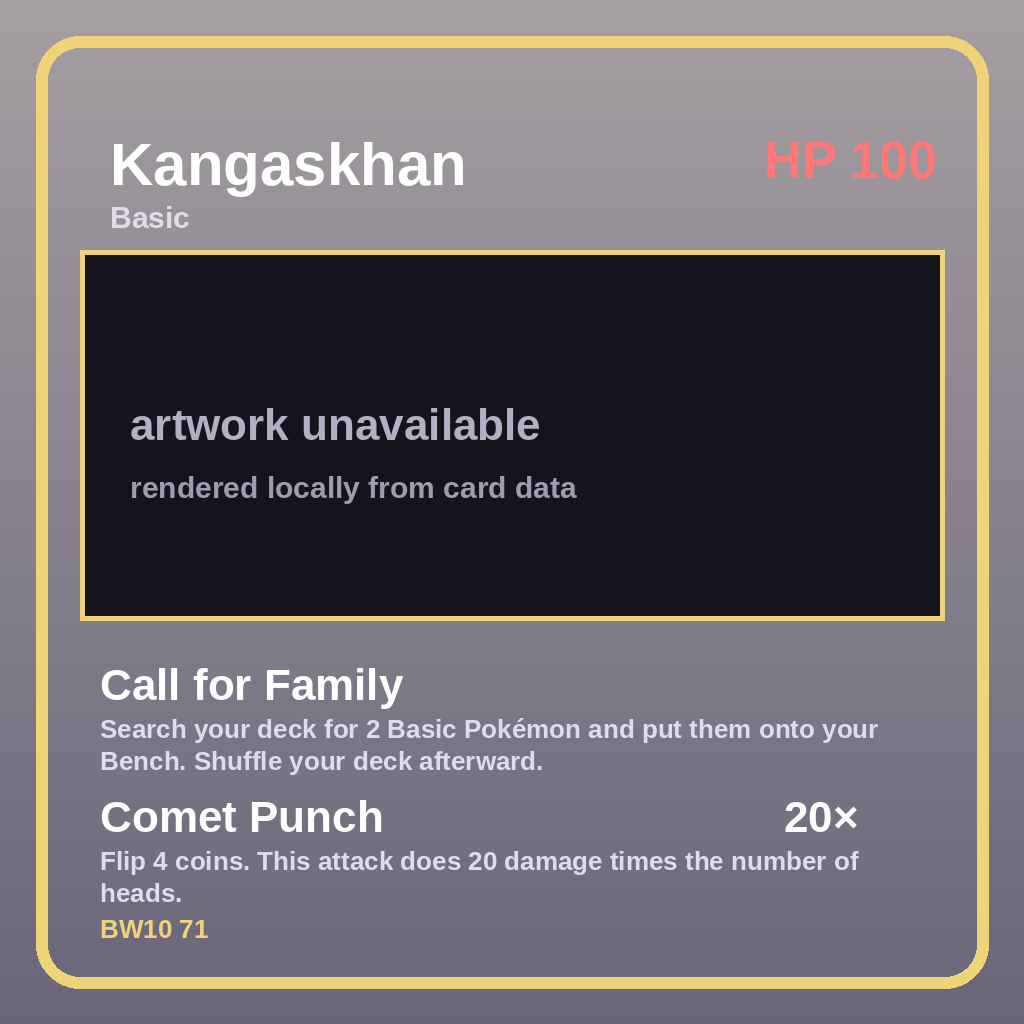 Kangaskhan
HP 100
Basic
artwork unavailable
rendered locally from card data
Call for Family
Search your deck for 2 Basic Pokémon and put them onto your
Bench. Shuffle your deck afterward.
Comet Punch 20×
Flip 4 coins. This attack does 20 damage times the number of
heads.
BW10 71